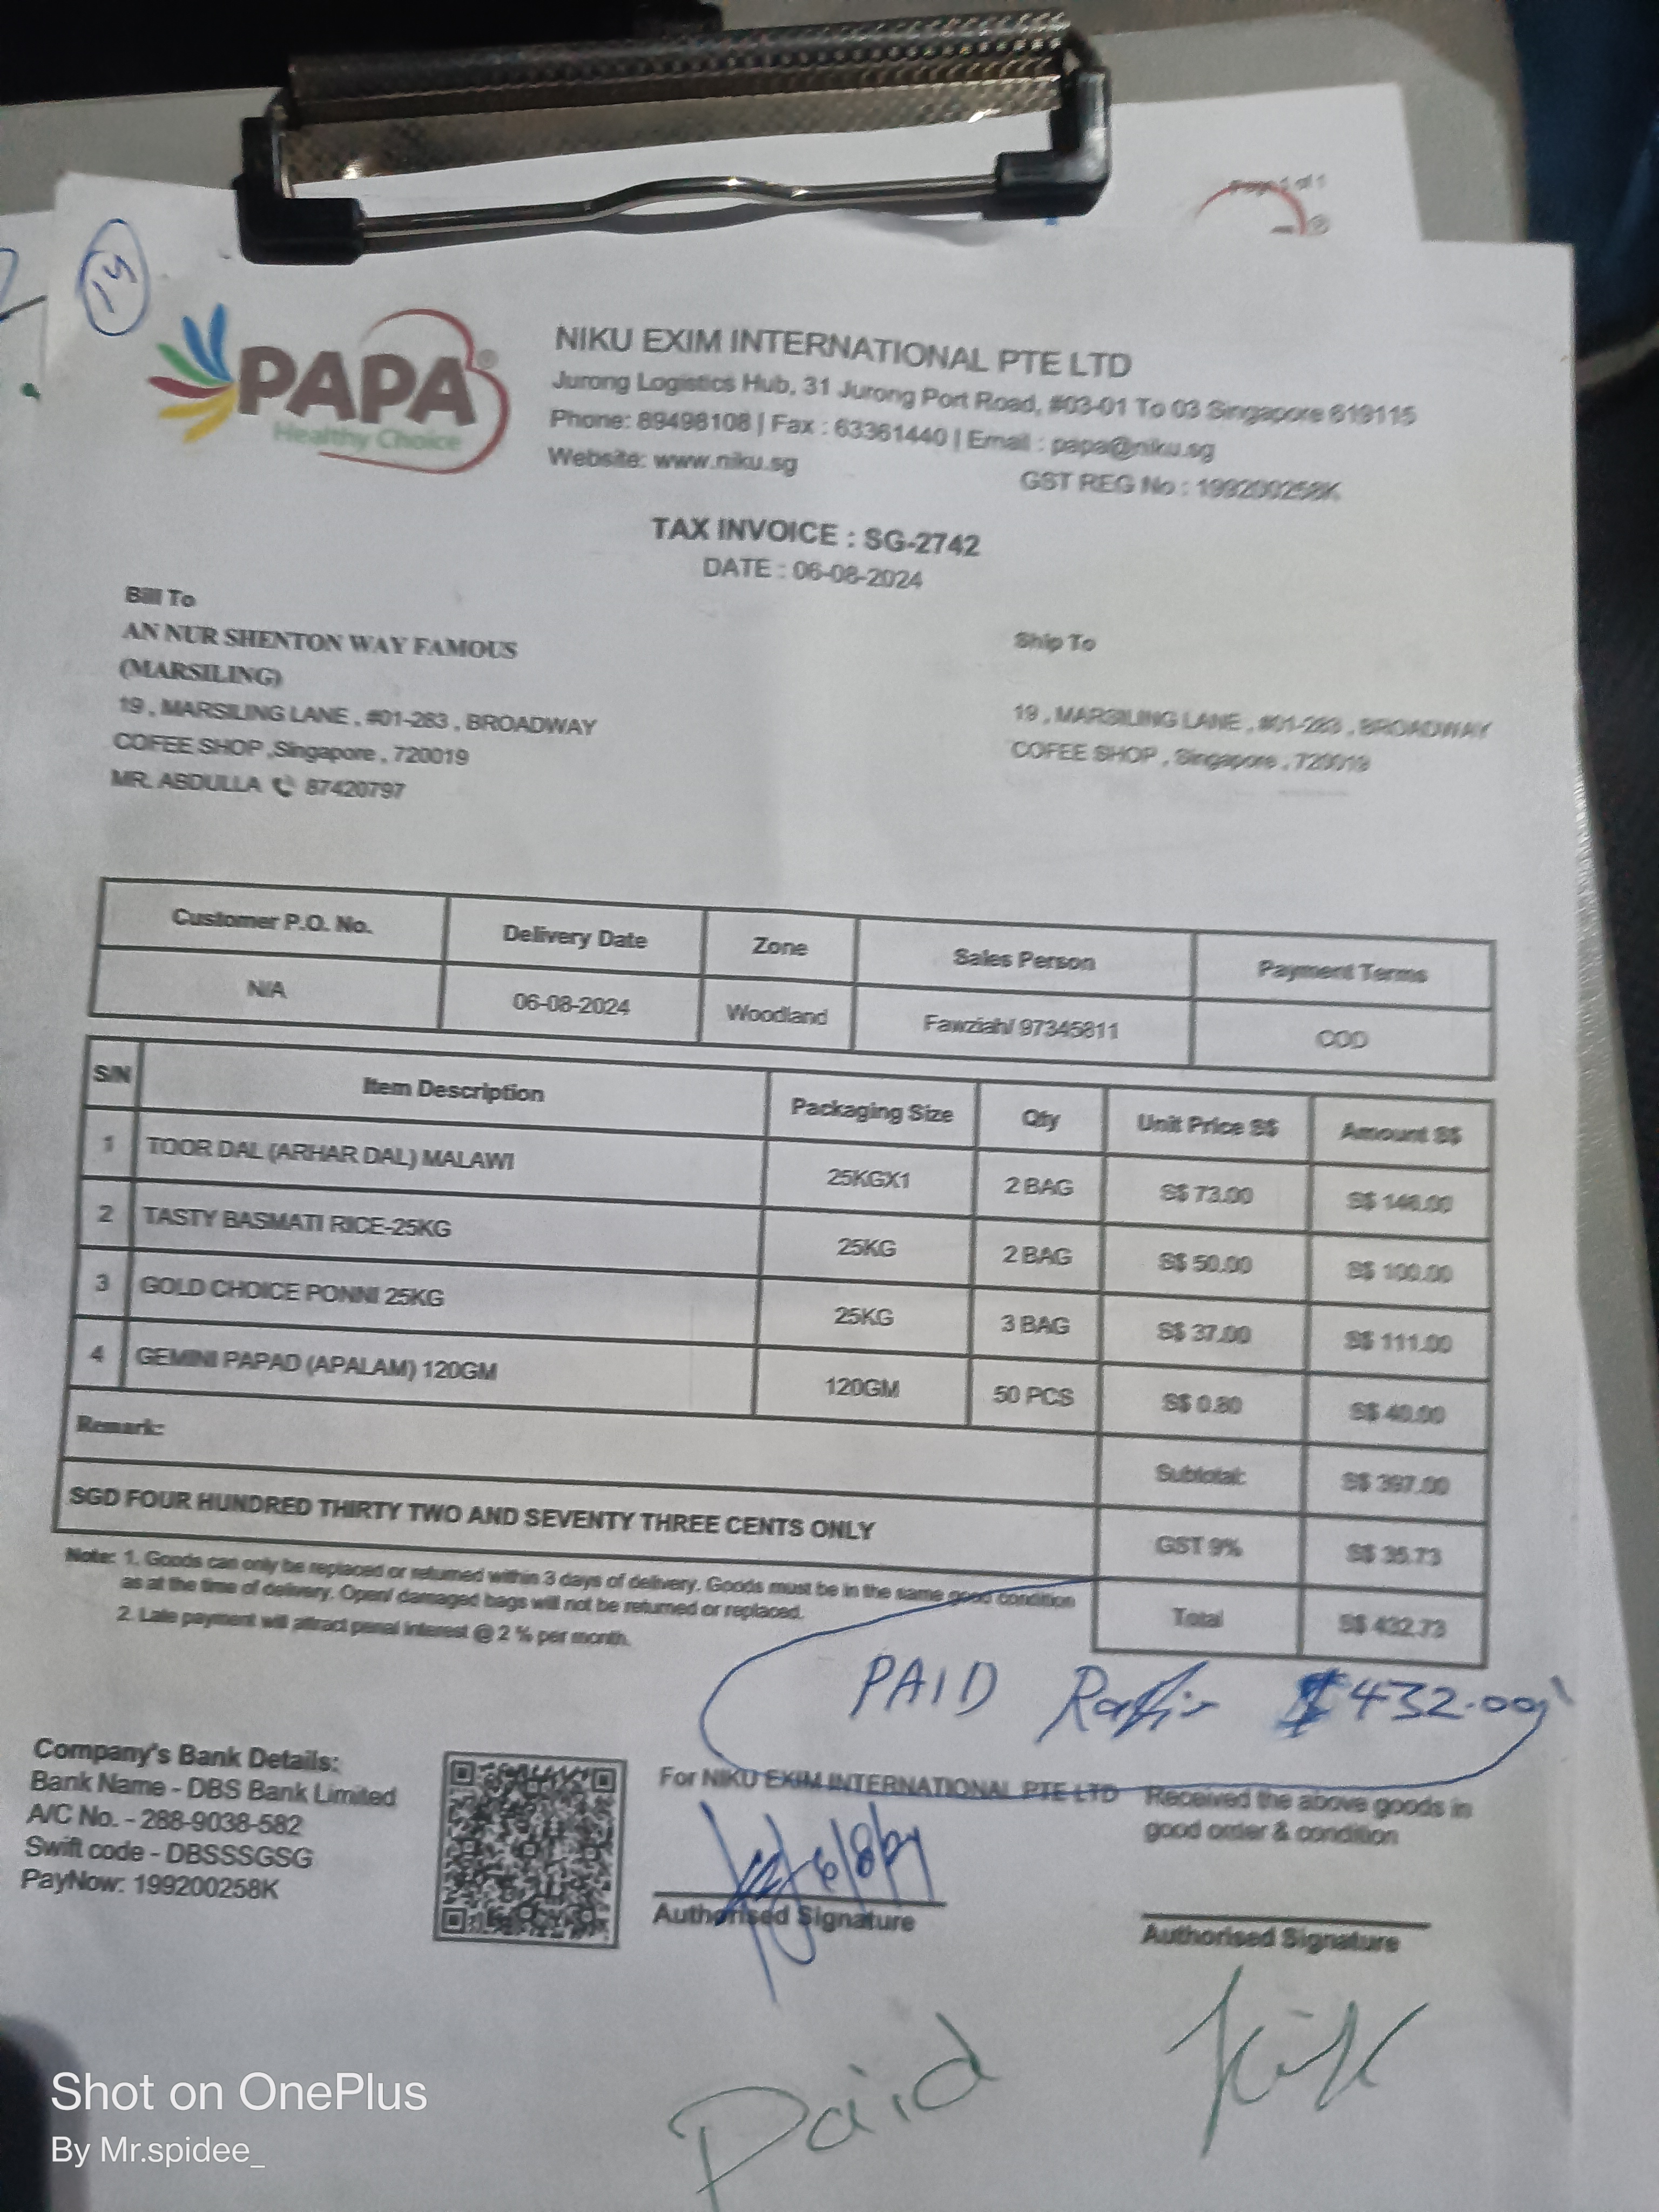 Page 1 of 1
14
PAPA®
Healthy Choice
NIKU EXIM INTERNATIONAL PTE LTD
Jurong Logistics Hub, 31 Jurong Port Road, #03-01 To 03 Singapore 619115
Phone: 89498108 | Fax : 63361440 | Email : papa@niku.sg
Website: www.niku.sg
GST REG No : 199200258K
TAX INVOICE : SG-2742
DATE : 06-08-2024
Bill To
AN NUR SHENTON WAY FAMOUS
(MARSILING)
19 , MARSILING LANE , #01-283 , BROADWAY
COFEE SHOP ,Singapore , 720019
MR. ABDULLA 87420797
Ship To
19 , MARSILING LANE , #01-283 , BROADWAY
COFEE SHOP , Singapore , 720019
Customer P.O. No. Delivery Date Zone Sales Person Payment Terms
N/A 06-08-2024 Woodland Fawziah/ 97345811 COD
S/N Item Description Packaging Size Qty Unit Price S$ Amount S$
1 TOOR DAL (ARHAR DAL) MALAWI 25KGX1 2 BAG S$ 73.00 S$ 146.00
2 TASTY BASMATI RICE-25KG 25KG 2 BAG S$ 50.00 S$ 100.00
3 GOLD CHOICE PONNI 25KG 25KG 3 BAG S$ 37.00 S$ 111.00
4 GEMINI PAPAD (APALAM) 120GM 120GM 50 PCS S$ 0.80 S$ 40.00
Remark: Subtotal: S$ 397.00
SGD FOUR HUNDRED THIRTY TWO AND SEVENTY THREE CENTS ONLY GST 9% S$ 35.73
Total S$ 432.73
Note: 1. Goods can only be replaced or returned within 3 days of delivery. Goods must be in the same good condition
as at the time of delivery. Open/ damaged bags will not be returned or replaced.
2. Late payment will attract penal interest @ 2 % per month.
PAID $432.00
Company's Bank Details:
Bank Name - DBS Bank Limited
A/C No. - 288-9038-582
Swift code - DBSSSGSG
PayNow: 199200258K
For NIKU EXIM INTERNATIONAL PTE LTD
6/8/24
Authorised Signature
Received the above goods in
good order & condition
Authorised Signature
Paid
Shot on OnePlus
By Mr.spidee_